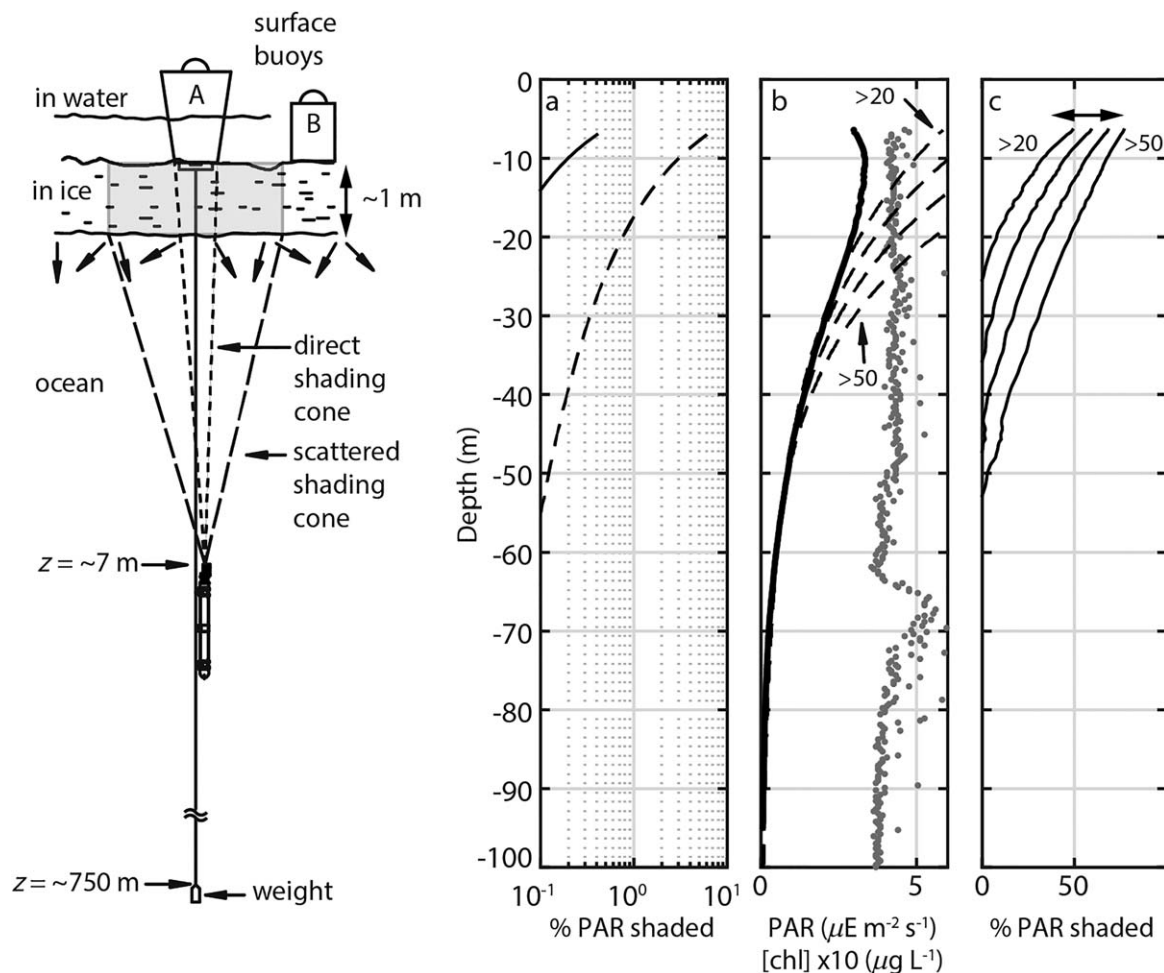 surface
buoys
in water
A
B
in ice
~1 m
direct
shading
cone
ocean
scattered
shading
cone
z = ~7 m
z = ~750 m
weight
Depth (m)
0
-10
-20
-30
-40
-50
-60
-70
-80
-90
-100
a
10⁻¹
10⁰
10¹
% PAR shaded
b
>20
>50
0
5
PAR (μE m⁻² s⁻¹)
[chl] x10 (μg L⁻¹)
c
>20
>50
0
50
% PAR shaded